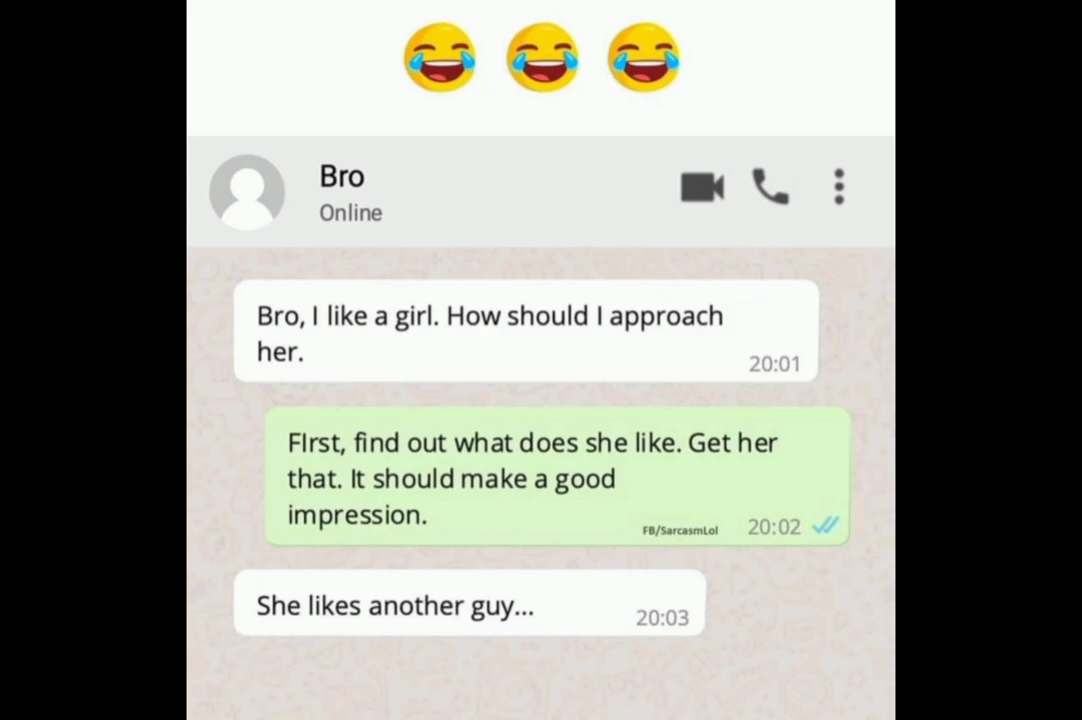 Bro
Online
Bro, I like a girl. How should I approach
her.
20:01
FIrst, find out what does she like. Get her
that. It should make a good
impression.
FB/SarcasmLol
20:02
She likes another guy...
20:03